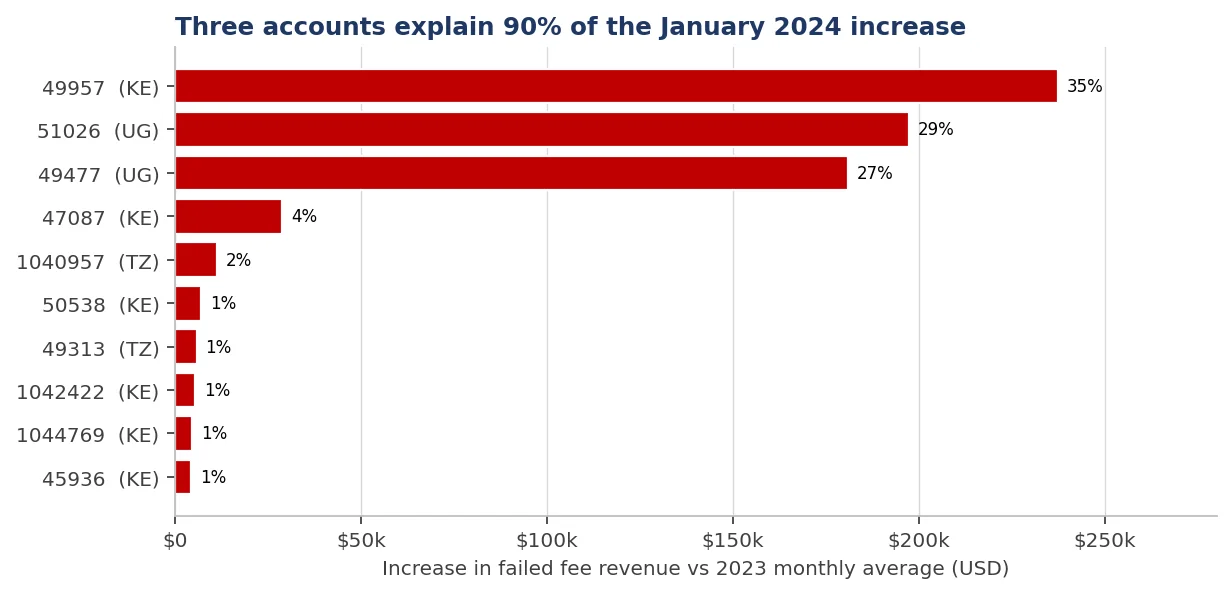 Three accounts explain 90% of the January 2024 increase
49957 (KE) 35%
51026 (UG) 29%
49477 (UG) 27%
47087 (KE) 4%
1040957 (TZ) 2%
50538 (KE) 1%
49313 (TZ) 1%
1042422 (KE) 1%
1044769 (KE) 1%
45936 (KE) 1%
$0 $50k $100k $150k $200k $250k
Increase in failed fee revenue vs 2023 monthly average (USD)